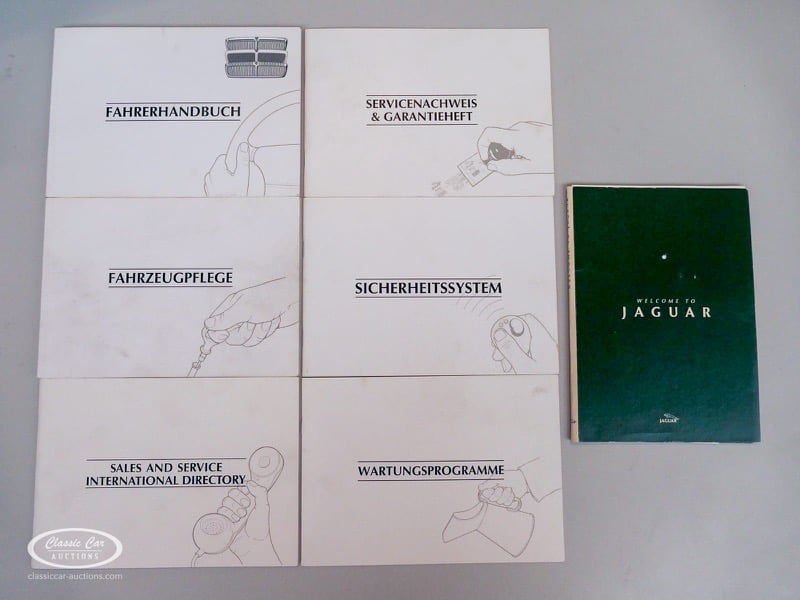 FAHRERHANDBUCH
SERVICENACHWEIS
& GARANTIEHEFT
FAHRZEUGPFLEGE
SICHERHEITSSYSTEM
SALES AND SERVICE
INTERNATIONAL DIRECTORY
WARTUNGSPROGRAMME
WELCOME TO
JAGUAR
JAGUAR
Classic Car
AUCTIONS
classiccar-auctions.com